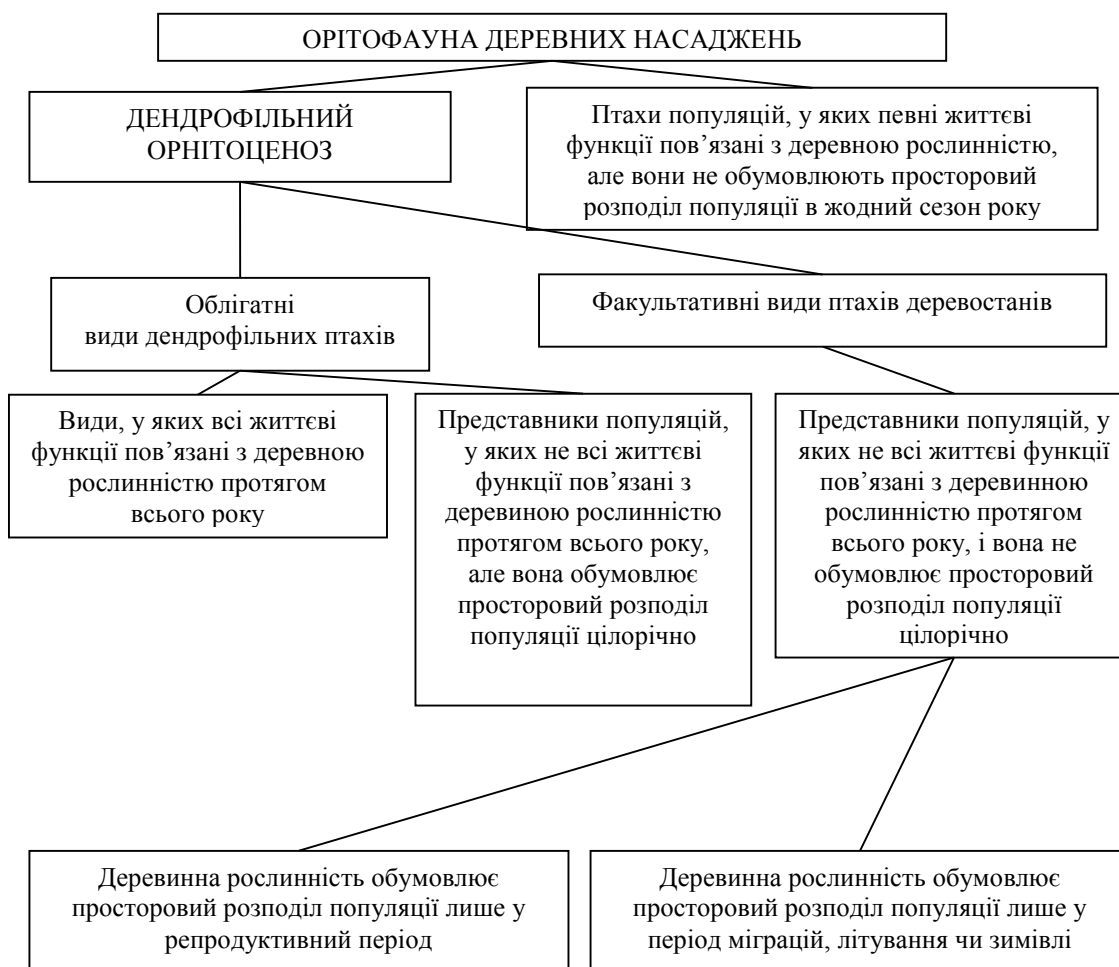 ОРІТОФАУНА ДЕРЕВНИХ НАСАДЖЕНЬ
ДЕНДРОФІЛЬНИЙ
ОРНІТОЦЕНОЗ
Птахи популяцій, у яких певні життєві
функції пов’язані з деревною рослинністю,
але вони не обумовлюють просторовий
розподіл популяції в жодний сезон року
Облігатні
види дендрофільних птахів
Факультативні види птахів деревостанів
Види, у яких всі життєві
функції пов’язані з деревною
рослинністю протягом
всього року
Представники популяцій,
у яких не всі життєві
функції пов’язані з
деревиною рослинністю
протягом всього року,
але вона обумовлює
просторовий розподіл
популяції цілорічно
Представники популяцій, у
яких не всі життєві функції
пов’язані з деревинною
рослинністю протягом
всього року, і вона не
обумовлює просторовий
розподіл популяції
цілорічно
Деревинна рослинність обумовлює
просторовий розподіл популяції лише у
репродуктивний період
Деревинна рослинність обумовлює
просторовий розподіл популяції лише у
період міграцій, літування чи зимівлі